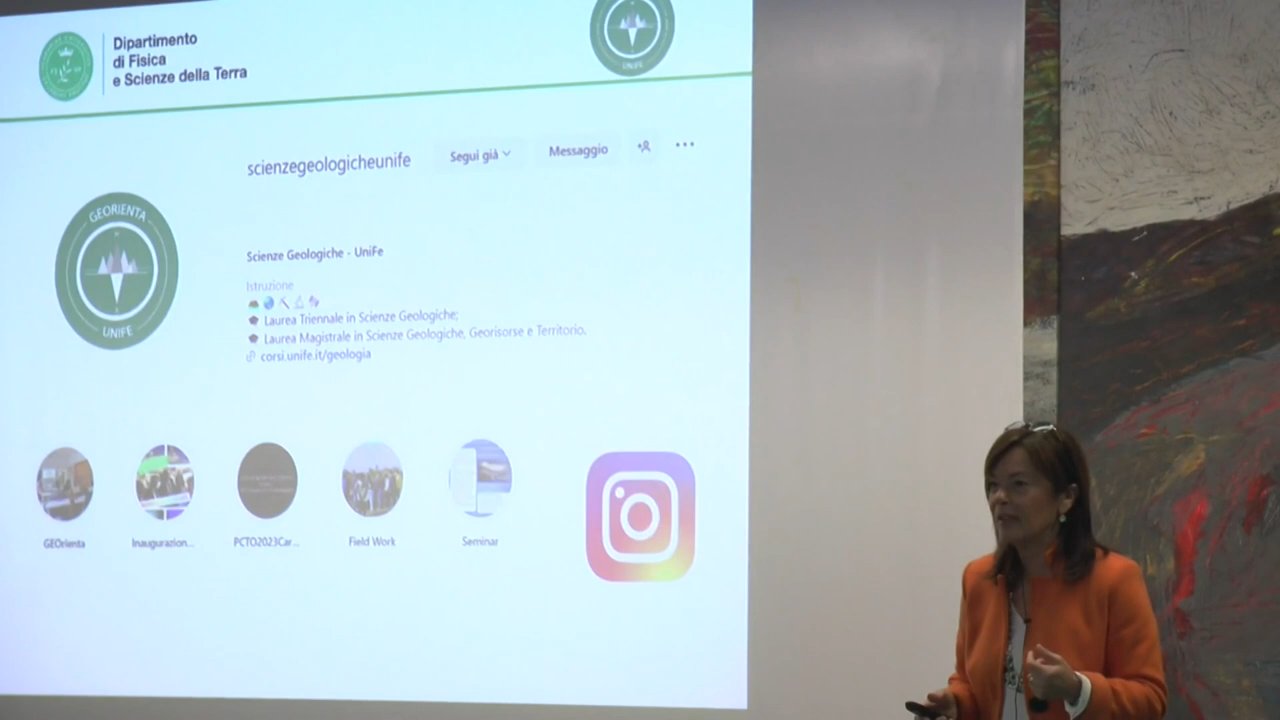 Dipartimento
di Fisica
e Scienze della Terra
UNIFE
scienzegeologicheunife
Segui già
Messaggio
GEORIENTA
UNIFE
Scienze Geologiche - UniFe
Istruzione
Laurea Triennale in Scienze Geologiche;
Laurea Magistrale in Scienze Geologiche, Georisorse e Territorio.
corsi.unife.it/geologia
GEOrienta
Inaugurazion...
PCTO2023Car...
Field Work
Seminar